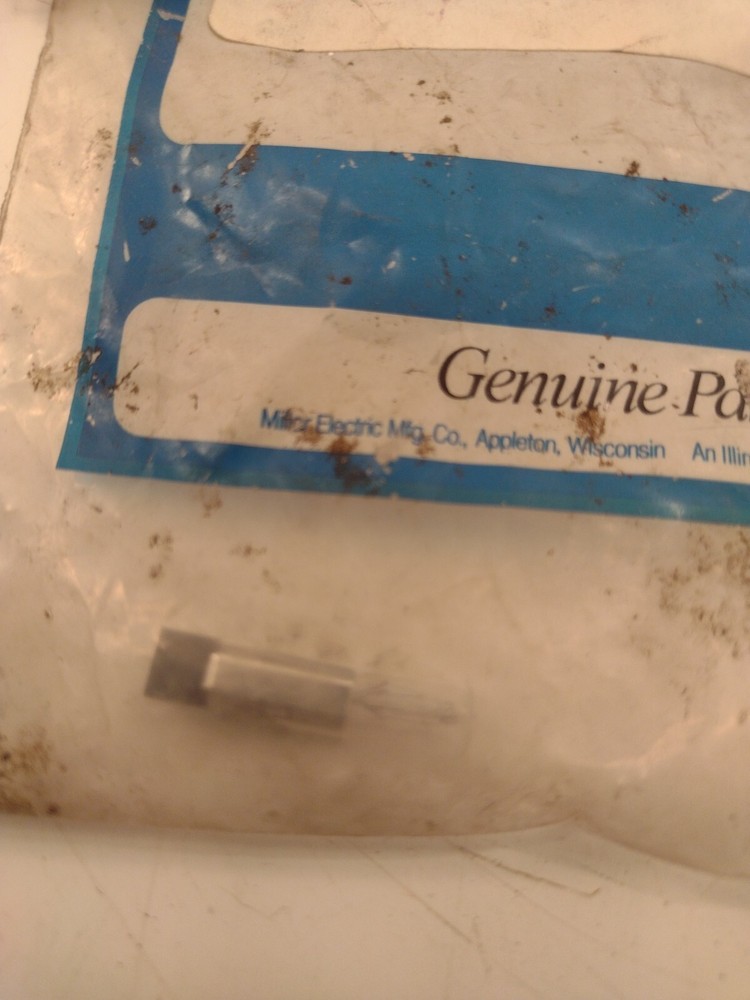 Genuine Pa
Miller Electric Mfg. Co., Appleton, Wisconsin An Illin